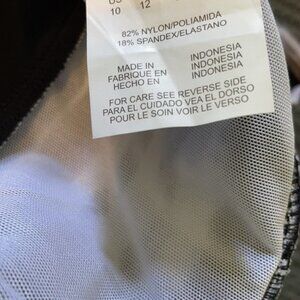 10 12
82% NYLON/POLIAMIDA
18% SPANDEX/ELASTANO
MADE IN INDONESIA
FABRIQUE EN INDONESIA
HECHO EN INDONESIA
FOR CARE SEE REVERSE SIDE
PARA EL CUIDADO VEA EL DORSO
POUR LE SOIN VOIR LE VERSO